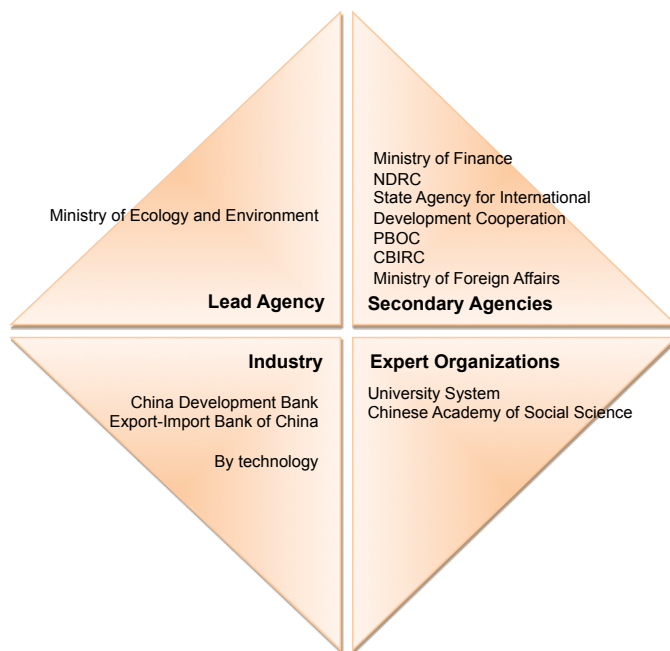 Ministry of Ecology and Environment
Lead Agency
Ministry of Finance
NDRC
State Agency for International
Development Cooperation
PBOC
CBIRC
Ministry of Foreign Affairs
Secondary Agencies
Industry
China Development Bank
Export-Import Bank of China
By technology
Expert Organizations
University System
Chinese Academy of Social Science